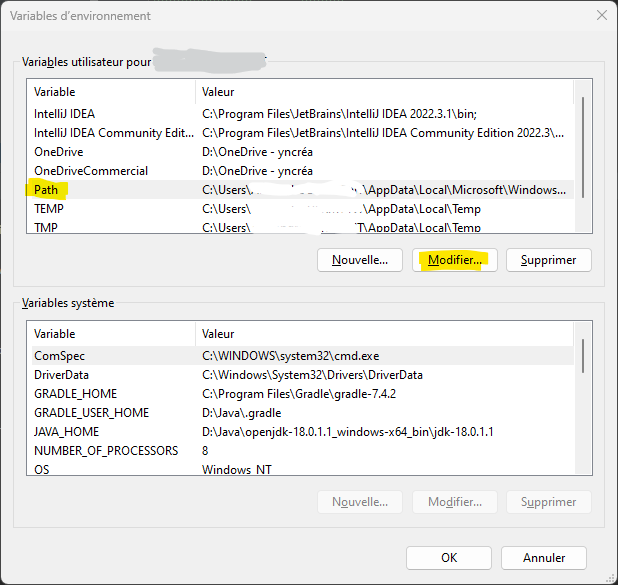 Variables d'environnement
Variables utilisateur pour
Variable Valeur
IntelliJ IDEA C:\Program Files\JetBrains\IntelliJ IDEA 2022.3.1\bin;
IntelliJ IDEA Community Edit... C:\Program Files\JetBrains\IntelliJ IDEA Community Edition 2022.3\...
OneDrive D:\OneDrive - yncréa
OneDriveCommercial D:\OneDrive - yncréa
Path C:\Users\ \AppData\Local\Microsoft\Windows...
TEMP C:\Users\ \AppData\Local\Temp
TMP C:\Users\ \AppData\Local\Temp
Nouvelle... Modifier... Supprimer
Variables système
Variable Valeur
ComSpec C:\WINDOWS\system32\cmd.exe
DriverData C:\Windows\System32\Drivers\DriverData
GRADLE_HOME C:\Program Files\Gradle\gradle-7.4.2
GRADLE_USER_HOME D:\Java\.gradle
JAVA_HOME D:\Java\openjdk-18.0.1.1_windows-x64_bin\jdk-18.0.1.1
NUMBER_OF_PROCESSORS 8
OS Windows_NT
Nouvelle... Modifier... Supprimer
OK Annuler